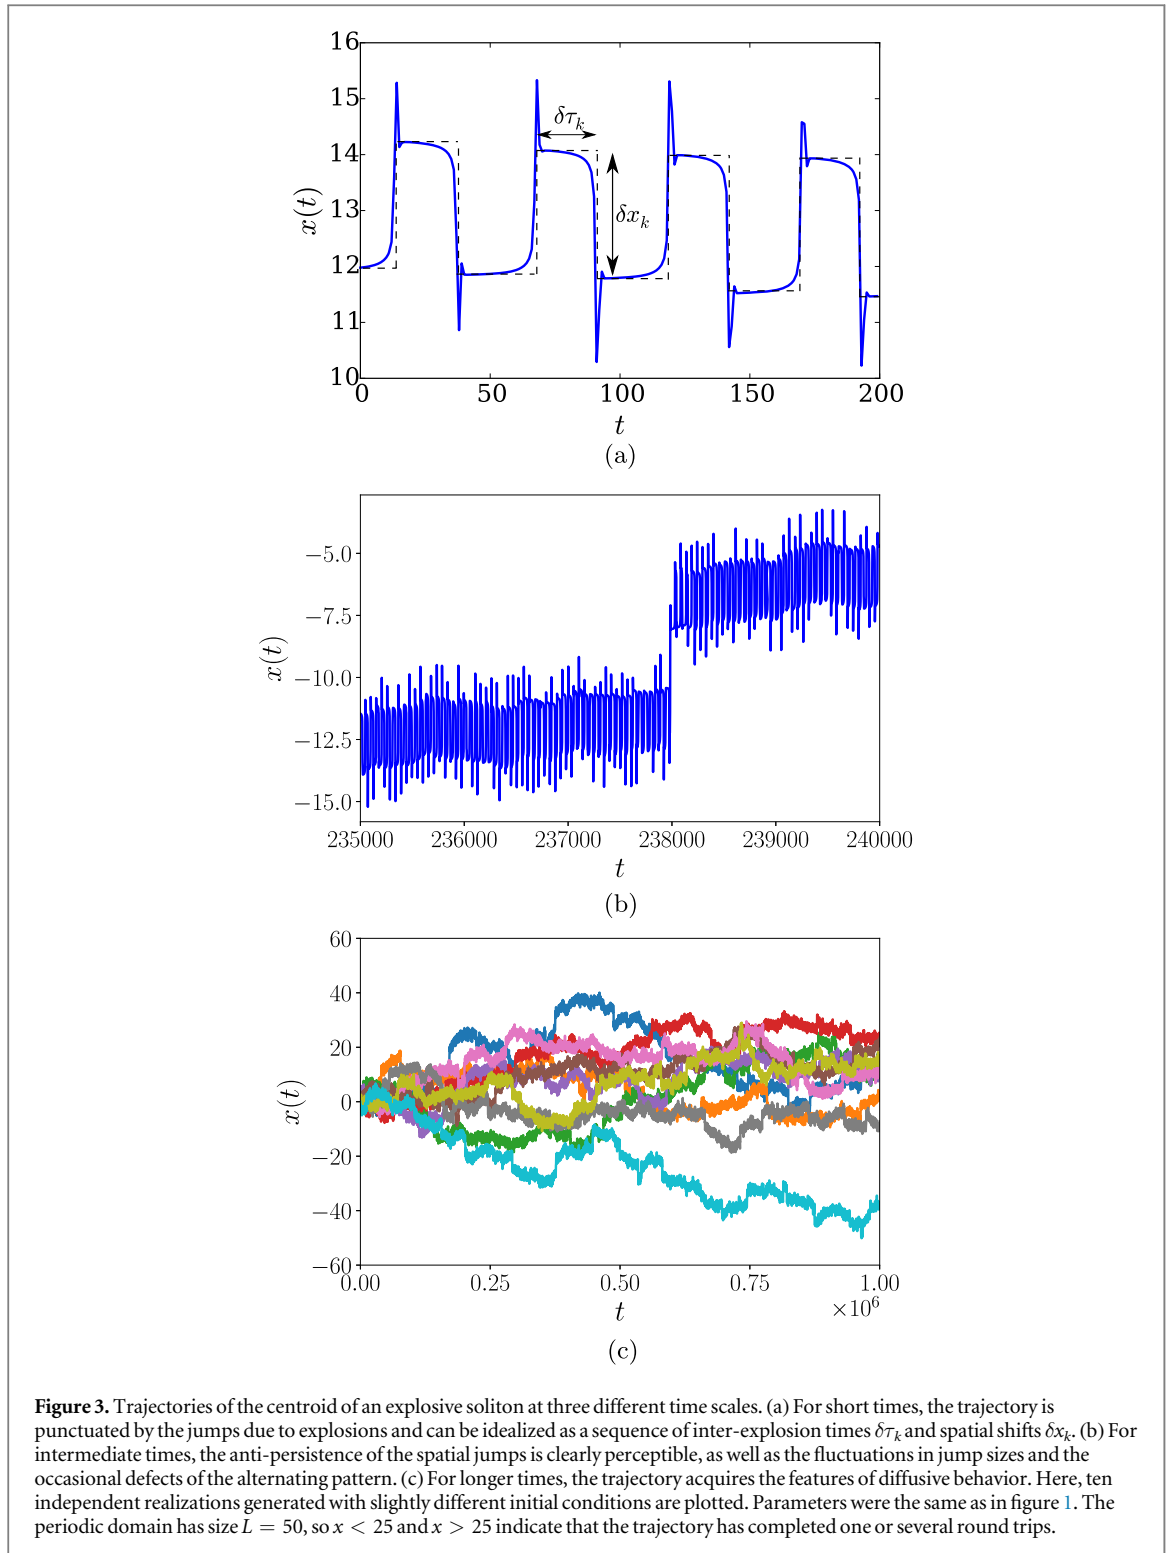 16
15
14
13
12
11
10
x(t)
δτk
δxk
0 50 100 150 200
t
(a)
−5.0
−7.5
−10.0
−12.5
−15.0
x(t)
235000 236000 237000 238000 239000 240000
t
(b)
60
40
20
0
−20
−40
−60
x(t)
0.00 0.25 0.50 0.75 1.00
×10⁶
t
(c)
Figure 3. Trajectories of the centroid of an explosive soliton at three different time scales. (a) For short times, the trajectory is
punctuated by the jumps due to explosions and can be idealized as a sequence of inter-explosion times δτk and spatial shifts δxk. (b) For
intermediate times, the anti-persistence of the spatial jumps is clearly perceptible, as well as the fluctuations in jump sizes and the
occasional defects of the alternating pattern. (c) For longer times, the trajectory acquires the features of diffusive behavior. Here, ten
independent realizations generated with slightly different initial conditions are plotted. Parameters were the same as in figure 1. The
periodic domain has size L = 50, so x < 25 and x > 25 indicate that the trajectory has completed one or several round trips.